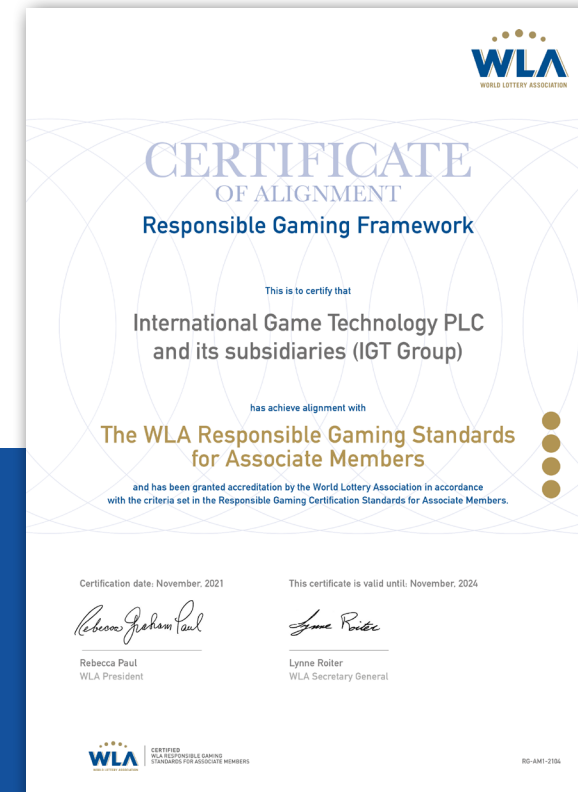 WLA
WORLD LOTTERY ASSOCIATION
CERTIFICATE
OF ALIGNMENT
Responsible Gaming Framework
This is to certify that
International Game Technology PLC
and its subsidiaries (IGT Group)
has achieve alignment with
The WLA Responsible Gaming Standards
for Associate Members
and has been granted accreditation by the World Lottery Association in accordance
with the criteria set in the Responsible Gaming Certification Standards for Associate Members.
Certification date: November, 2021
This certificate is valid until: November, 2024
Rebecca Graham Paul
Lynne Roiter
Rebecca Paul
WLA President
Lynne Roiter
WLA Secretary General
WLA
WORLD LOTTERY ASSOCIATION
CERTIFIED
WLA RESPONSIBLE GAMING
STANDARDS FOR ASSOCIATE MEMBERS
RG-AM1-2104